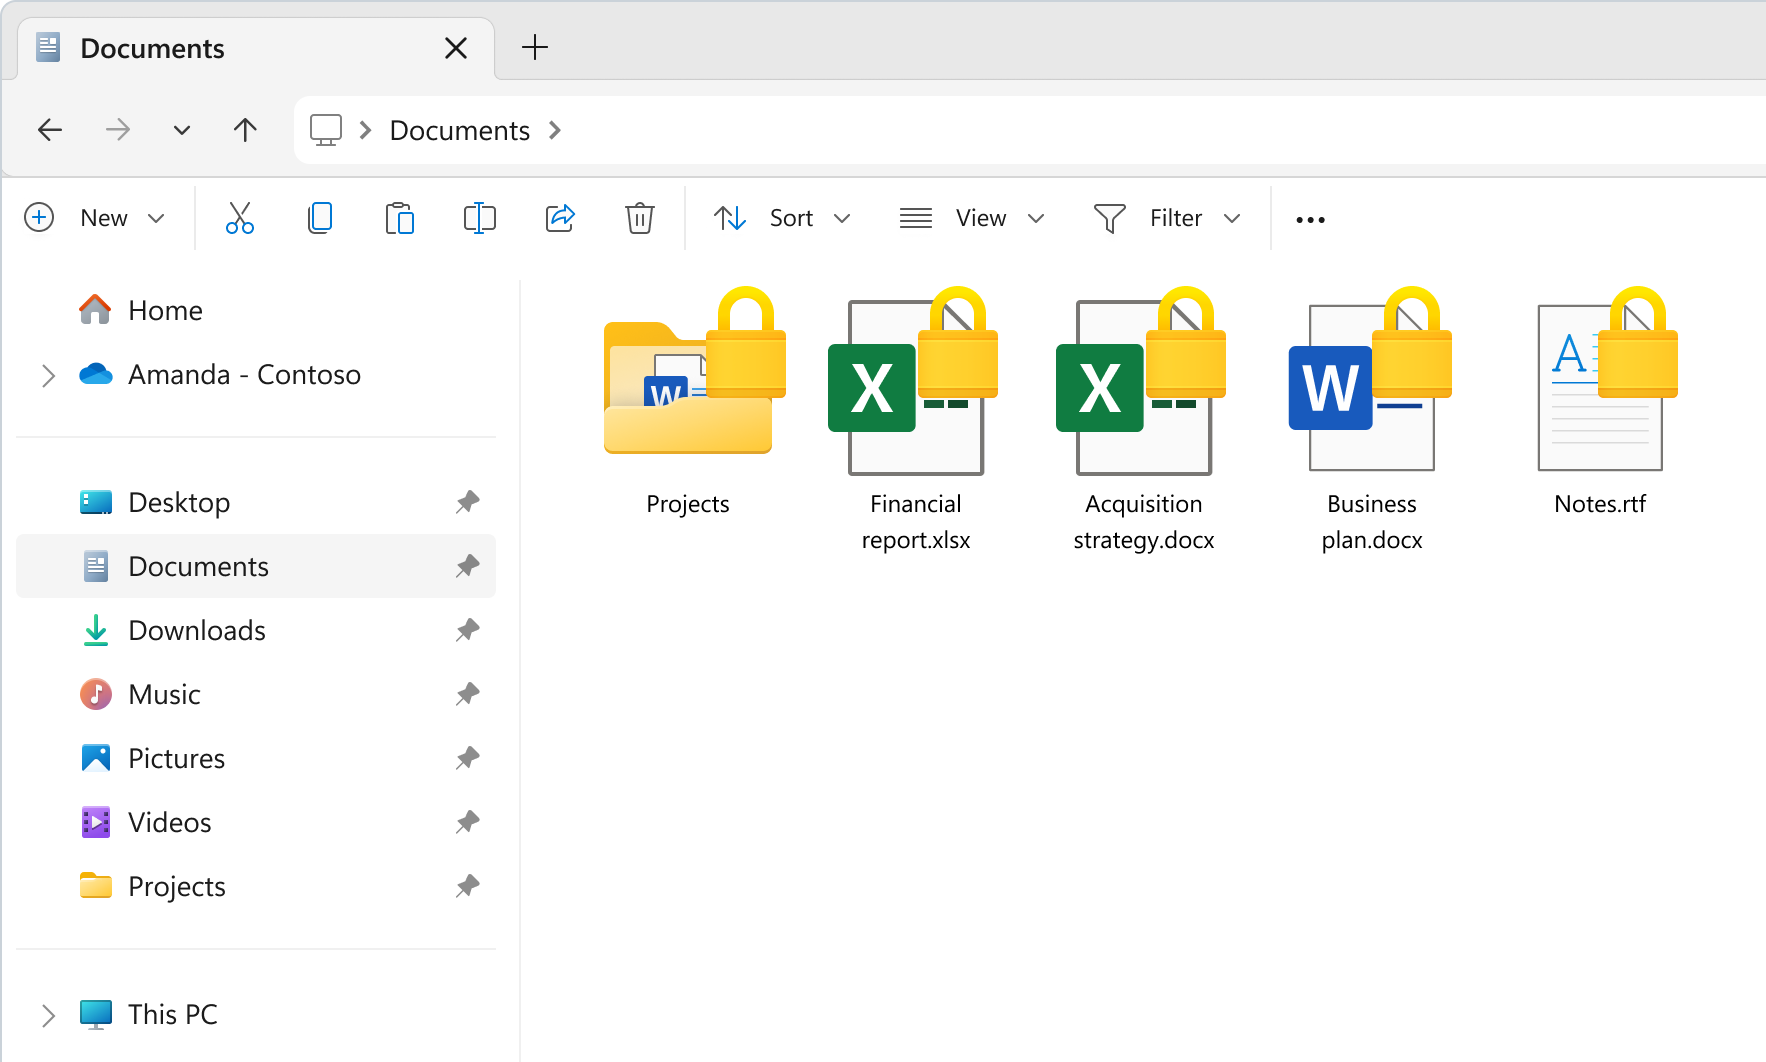 Documents
Documents
New
Sort
View
Filter
Home
Amanda - Contoso
Desktop
Documents
Downloads
Music
Pictures
Videos
Projects
This PC
W
Projects
X
Financial
report.xlsx
X
Acquisition
strategy.docx
W
Business
plan.docx
A
Notes.rtf